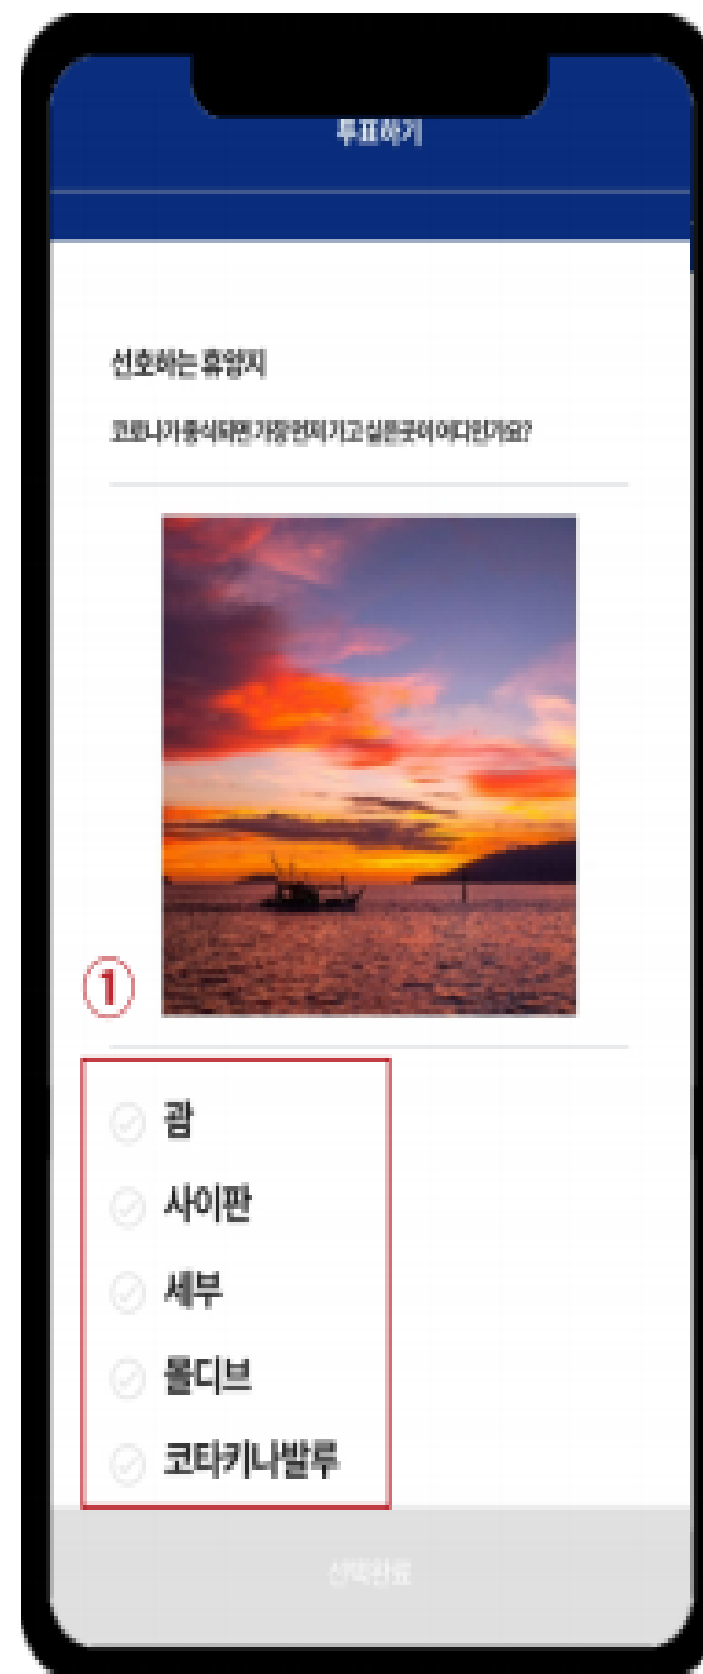 투표하기
선호하는 휴양지
코로나가 종식되면 가장 먼저 가고 싶은 곳이 어디인가요?
①
괌
사이판
세부
몰디브
코타키나발루
선택완료